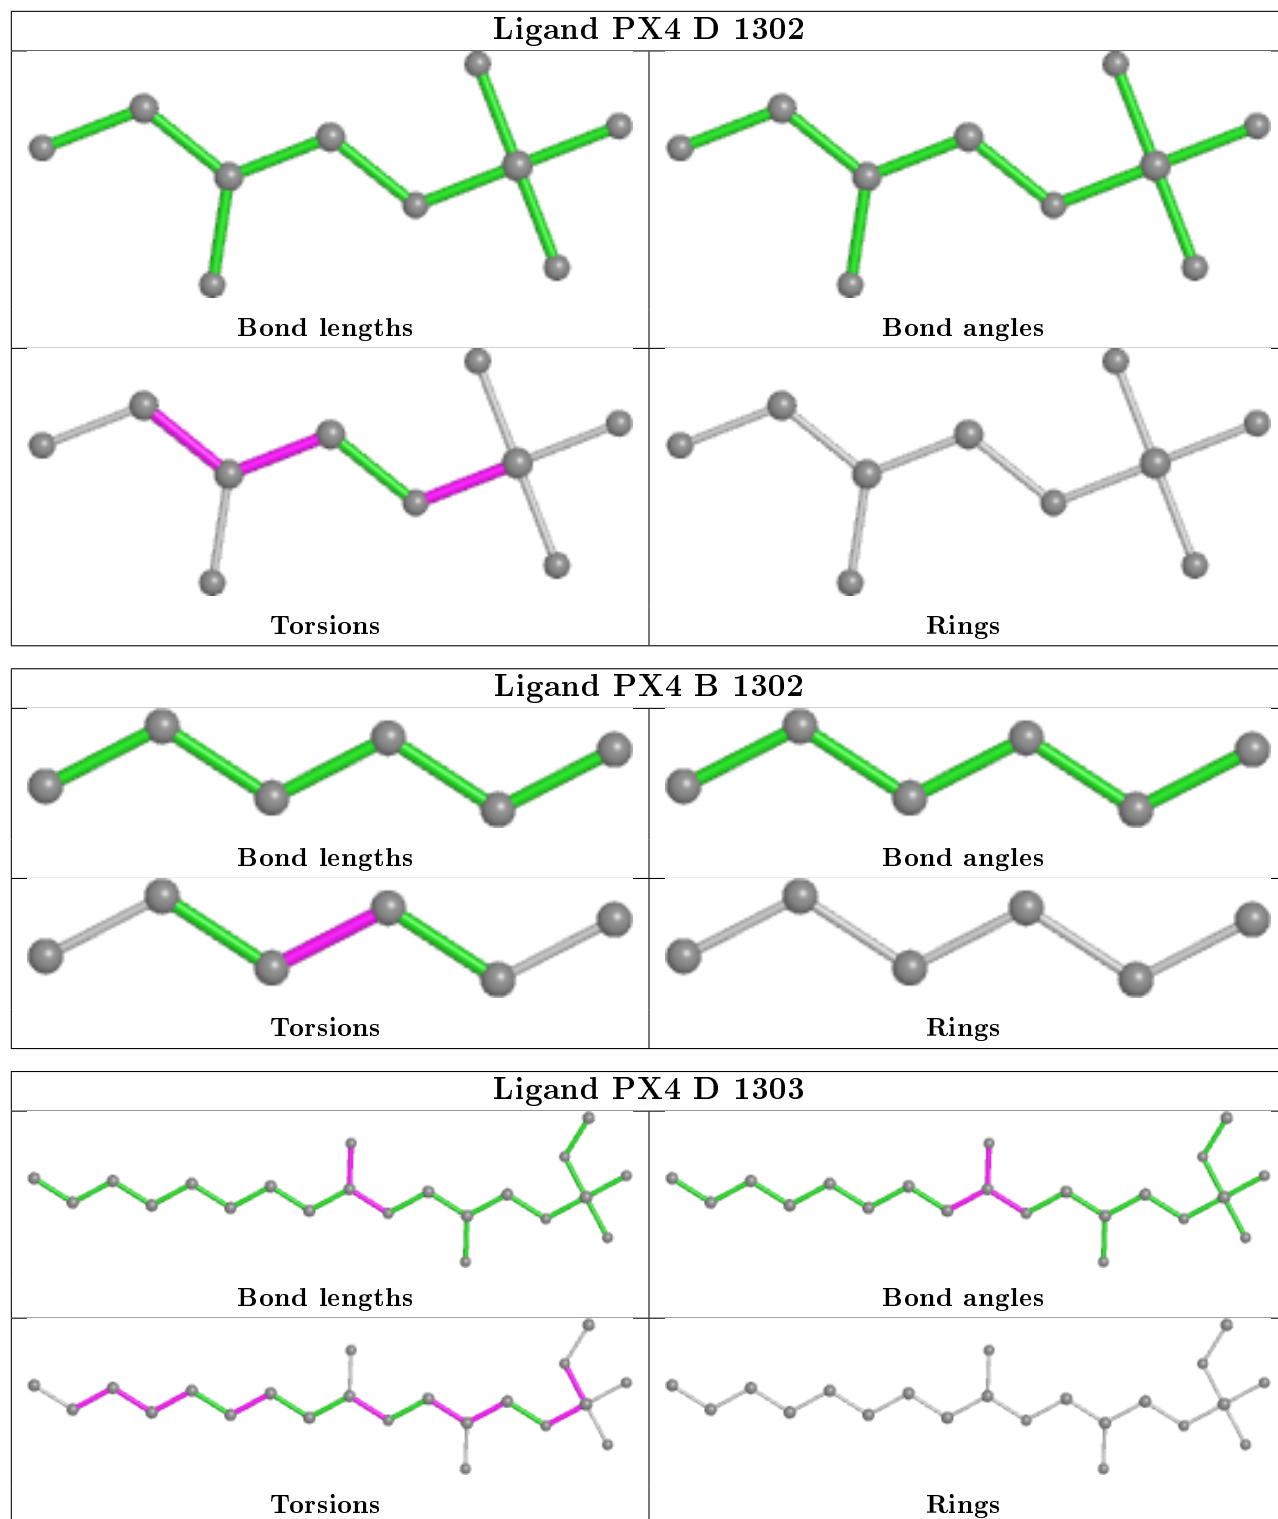 Ligand PX4 D 1302
Bond lengths
Bond angles
Torsions
Rings
Ligand PX4 B 1302
Bond lengths
Bond angles
Torsions
Rings
Ligand PX4 D 1303
Bond lengths
Bond angles
Torsions
Rings